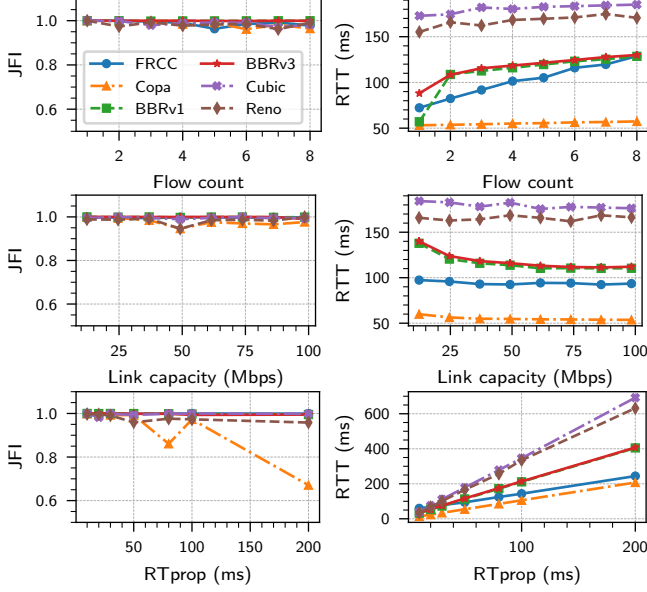 JFI
1.0
0.8
0.6
FRCC
Copa
BBRv1
BBRv3
Cubic
Reno
2
4
6
8
Flow count
RTT (ms)
150
100
50
2
4
6
8
Flow count
JFI
1.0
0.8
0.6
25
50
75
100
Link capacity (Mbps)
RTT (ms)
150
100
50
25
50
75
100
Link capacity (Mbps)
JFI
1.0
0.8
0.6
50
100
200
RTprop (ms)
RTT (ms)
600
400
200
0
100
200
RTprop (ms)